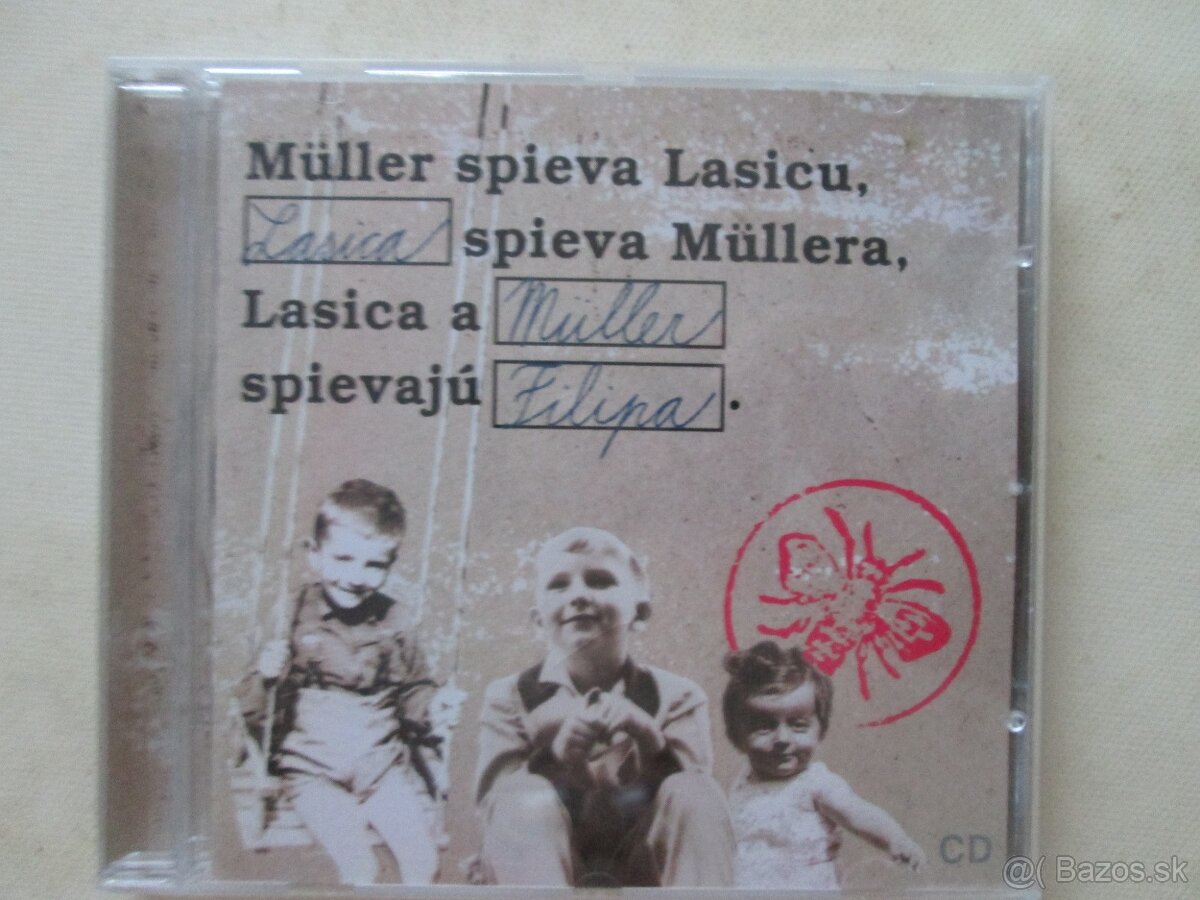 Müller spieva Lasicu,
Lasica spieva Müllera,
Lasica a Müller
spievajú Filipa.
CD
@( Bazos.sk